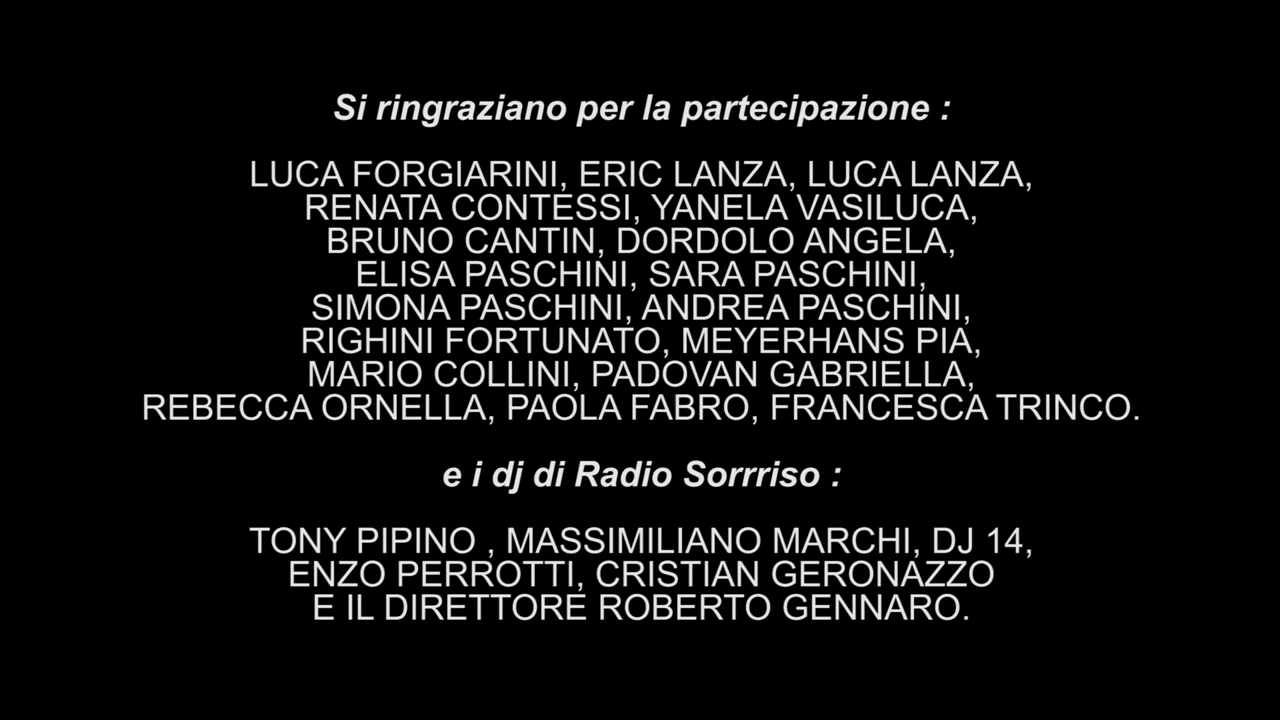 Si ringraziano per la partecipazione :
LUCA FORGIARINI, ERIC LANZA, LUCA LANZA,
RENATA CONTESSI, YANELA VASILUCA,
BRUNO CANTIN, DORDOLO ANGELA,
ELISA PASCHINI, SARA PASCHINI,
SIMONA PASCHINI, ANDREA PASCHINI,
RIGHINI FORTUNATO, MEYERHANS PIA,
MARIO COLLINI, PADOVAN GABRIELLA,
REBECCA ORNELLA, PAOLA FABRO, FRANCESCA TRINCO.
e i dj di Radio Sorrriso :
TONY PIPINO , MASSIMILIANO MARCHI, DJ 14,
ENZO PERROTTI, CRISTIAN GERONAZZO
E IL DIRETTORE ROBERTO GENNARO.